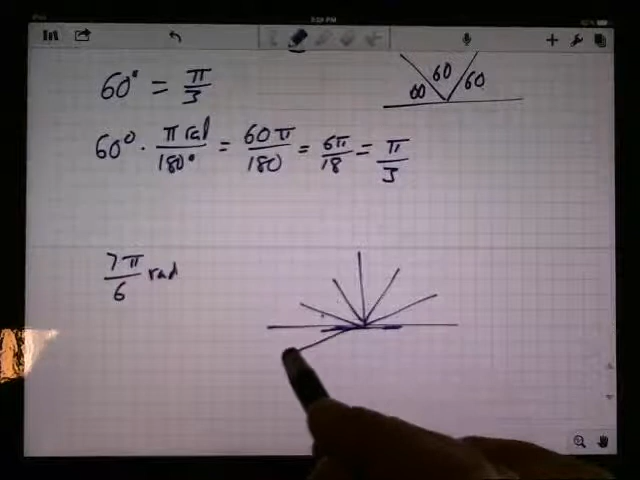 60° = π/3
60 60 60
60° · π rad/180° = 60π/180 = 6π/18 = π/3
7π/6 rad